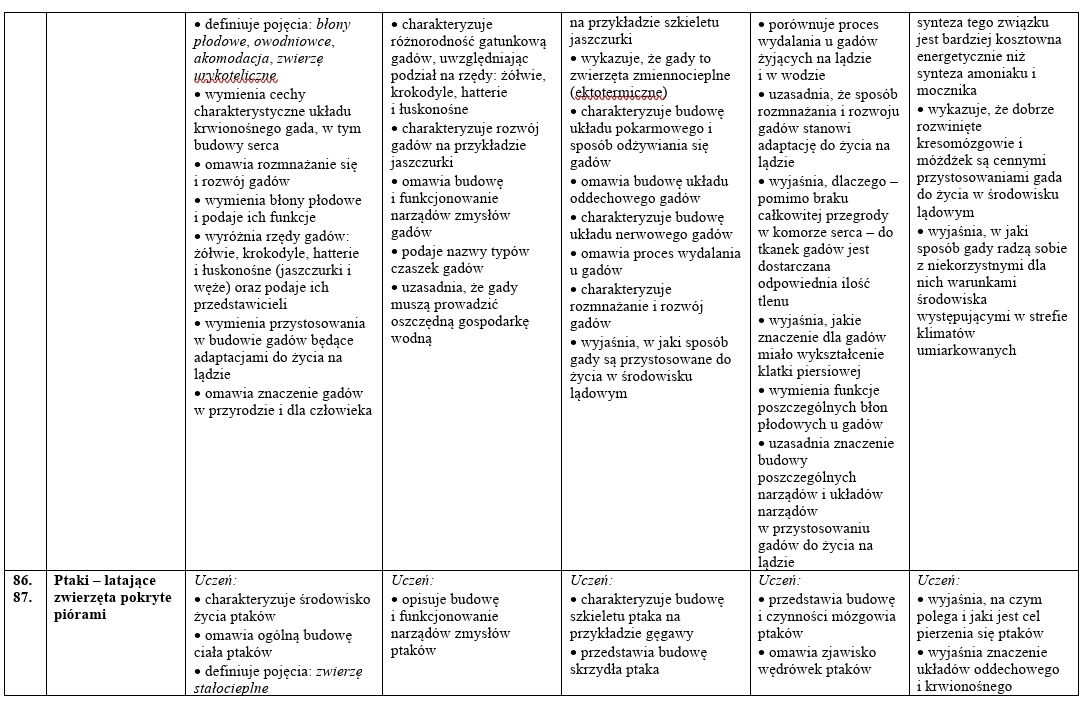 • definiuje pojęcia: błony
płodowe, owodniowce,
akomodacja, zwierzę
urykoteliczne
• wymienia cechy
charakterystyczne układu
krwionośnego gada, w tym
budowy serca
• omawia rozmnażanie się
i rozwój gadów
• wymienia błony płodowe
i podaje ich funkcje
• wyróżnia rzędy gadów:
żółwie, krokodyle, hatterie
i łuskonośne (jaszczurki i
węże) oraz podaje ich
przedstawicieli
• wymienia przystosowania
w budowie gadów będące
adaptacjami do życia na
lądzie
• omawia znaczenie gadów
w przyrodzie i dla człowieka
• charakteryzuje
różnorodność gatunkową
gadów, uwzględniając
podział na rzędy: żółwie,
krokodyle, hatterie
i łuskonośne
• charakteryzuje rozwój
gadów na przykładzie
jaszczurki
• omawia budowę
i funkcjonowanie
narządów zmysłów
gadów
• podaje nazwy typów
czaszek gadów
• uzasadnia, że gady
muszą prowadzić
oszczędną gospodarkę
wodną
na przykładzie szkieletu
jaszczurki
• wykazuje, że gady to
zwierzęta zmiennocieplne
(ektotermiczne)
• charakteryzuje budowę
układu pokarmowego i
sposób odżywiania się
gadów
• omawia budowę układu
oddechowego gadów
• charakteryzuje budowę
układu nerwowego gadów
• omawia proces wydalania
u gadów
• charakteryzuje
rozmnażanie i rozwój
gadów
• wyjaśnia, w jaki sposób
gady są przystosowane do
życia w środowisku
lądowym
• porównuje proces
wydalania u gadów
żyjących na lądzie
i w wodzie
• uzasadnia, że sposób
rozmnażania i rozwoju
gadów stanowi
adaptację do życia na
lądzie
• wyjaśnia, dlaczego –
pomimo braku
całkowitej przegrody
w komorze serca – do
tkanek gadów jest
dostarczana
odpowiednia ilość
tlenu
• wyjaśnia, jakie
znaczenie dla gadów
miało wykształcenie
klatki piersiowej
• wymienia funkcje
poszczególnych błon
płodowych u gadów
• uzasadnia znaczenie
budowy
poszczególnych
narządów i układów
narządów
w przystosowaniu
gadów do życia na
lądzie
synteza tego związku
jest bardziej kosztowna
energetycznie niż
synteza amoniaku i
mocznika
• wykazuje, że dobrze
rozwinięte
kresomózgowie i
móżdżek są cennymi
przystosowaniami gada
do życia w środowisku
lądowym
• wyjaśnia, w jaki
sposób gady radzą sobie
z niekorzystnymi dla
nich warunkami
środowiska
występującymi w strefie
klimatów
umiarkowanych
86.
87.
Ptaki – latające
zwierzęta pokryte
piórami
Uczeń:
• charakteryzuje środowisko
życia ptaków
• omawia ogólną budowę
ciała ptaków
• definiuje pojęcia: zwierzę
stałocieplne
Uczeń:
• opisuje budowę
i funkcjonowanie
narządów zmysłów
ptaków
Uczeń:
• charakteryzuje budowę
szkieletu ptaka na
przykładzie gęgawy
• przedstawia budowę
skrzydła ptaka
Uczeń:
• przedstawia budowę
i czynności mózgowia
ptaków
• omawia zjawisko
wędrówek ptaków
Uczeń:
• wyjaśnia, na czym
polega i jaki jest cel
pierzenia się ptaków
• wyjaśnia znaczenie
układów oddechowego
i krwionośnego